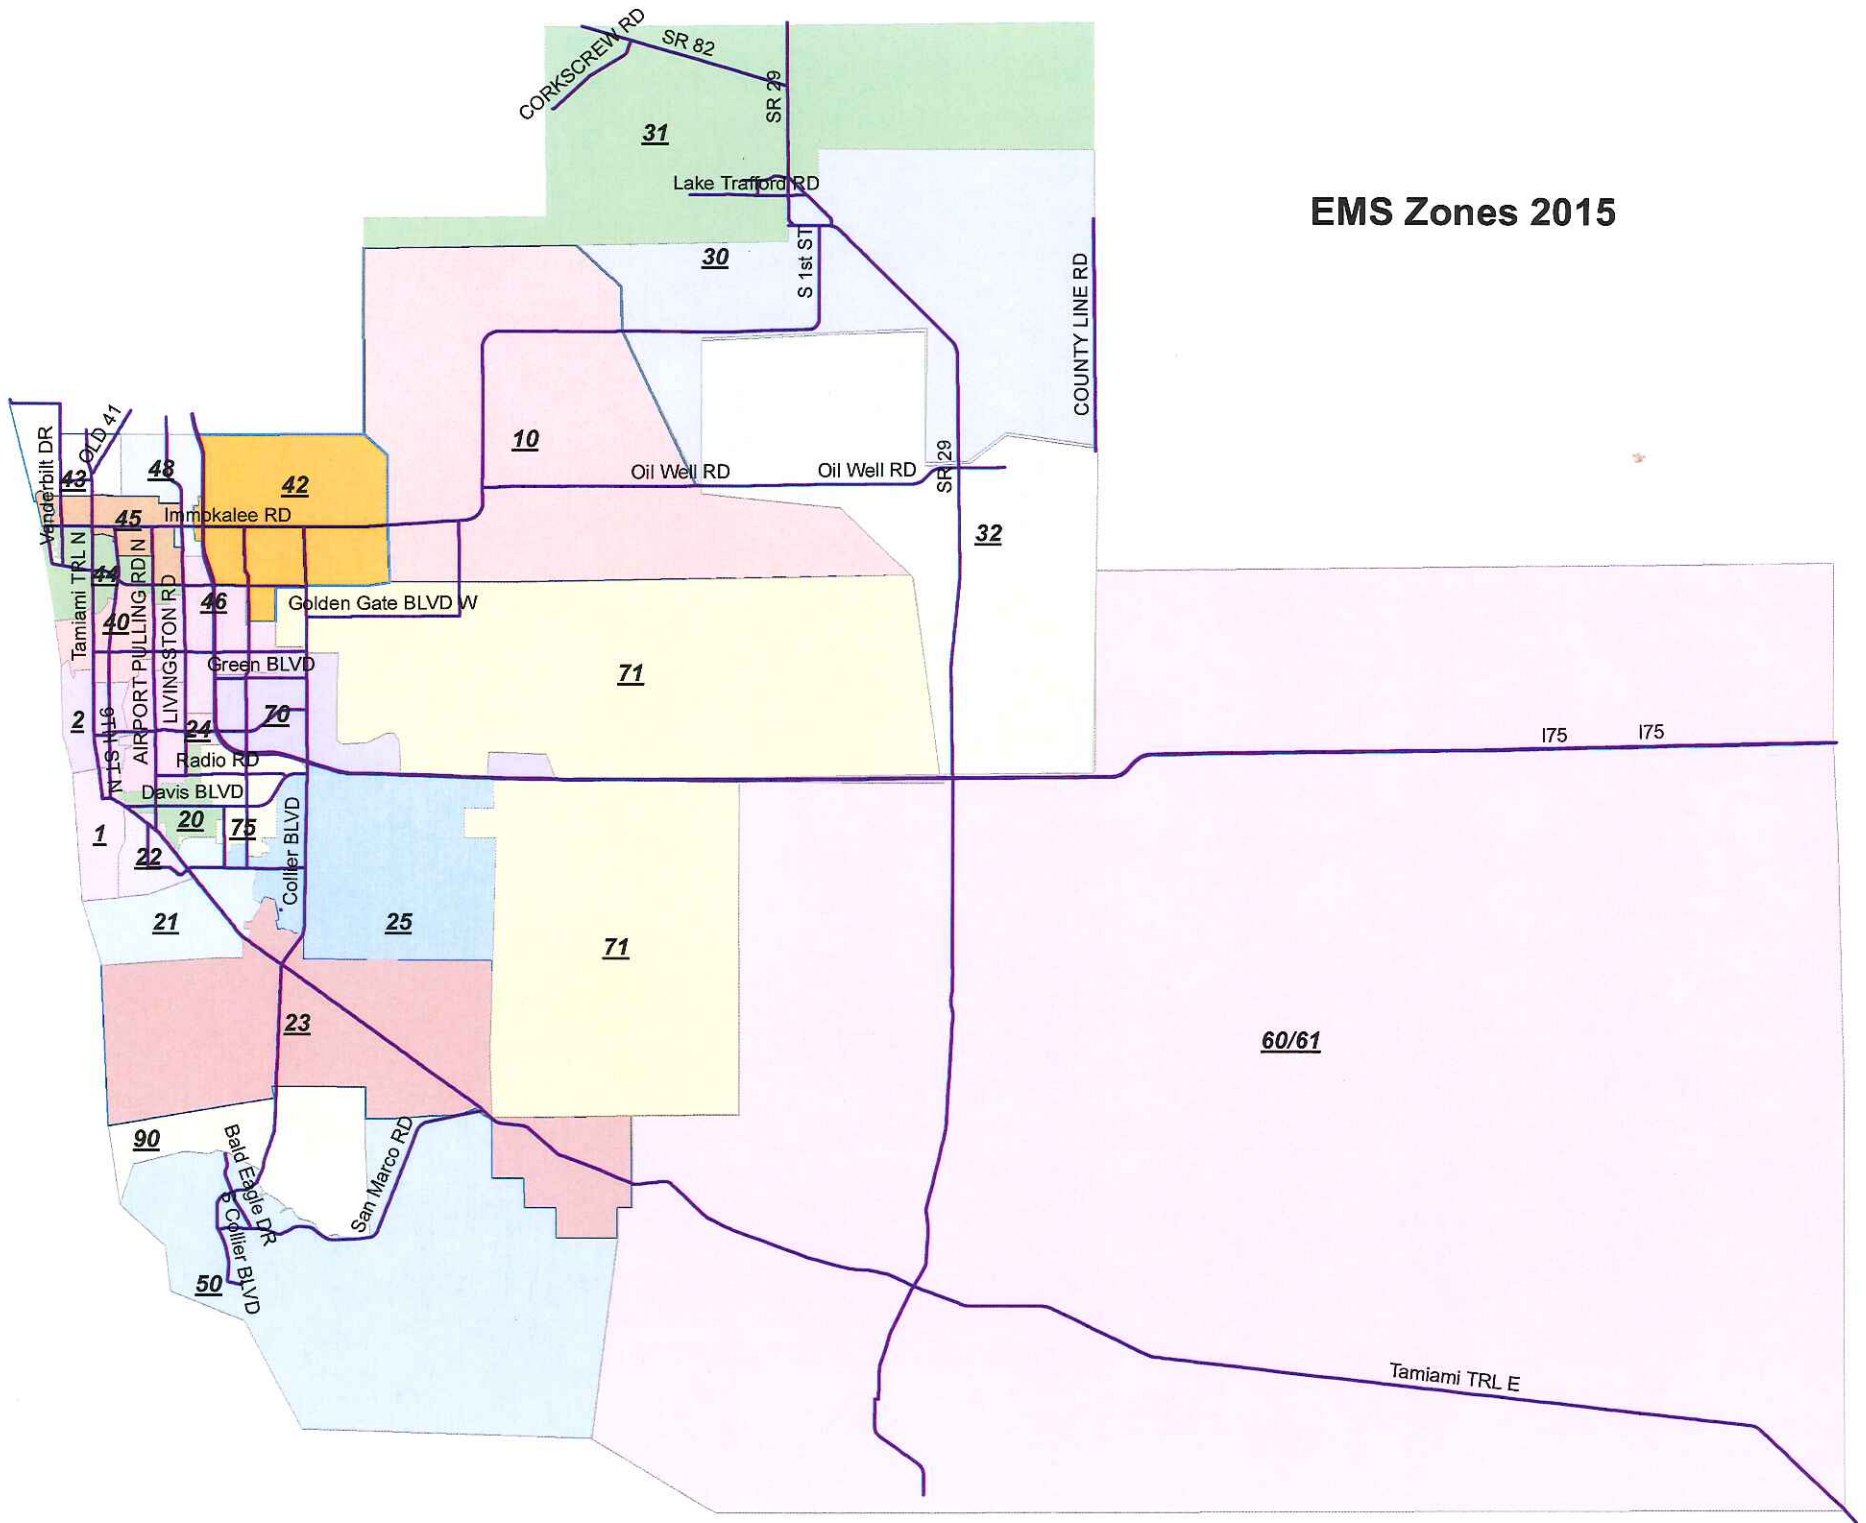 CORKSCREW RD
SR 82
SR 29
31
Lake Trafford RD
EMS Zones 2015
30
S 1st ST
COUNTY LINE RD
10
Oil Well RD
Oil Well RD
SR 29
32
Vanderbilt DR
OLD 41
43
48
42
45
Immokalee RD
44
Tamiami TRL N
AIRPORT PULLING RD N
LIVINGSTON RD
46
Golden Gate BLVD W
40
Green BLVD
71
2
9TH ST N
24
70
I75
I75
Radio RD
Davis BLVD
20
75
1
22
Collier BLVD
21
25
71
23
60/61
90
Bald Eagle DR
San Marco RD
S Collier BLVD
50
Tamiami TRL E